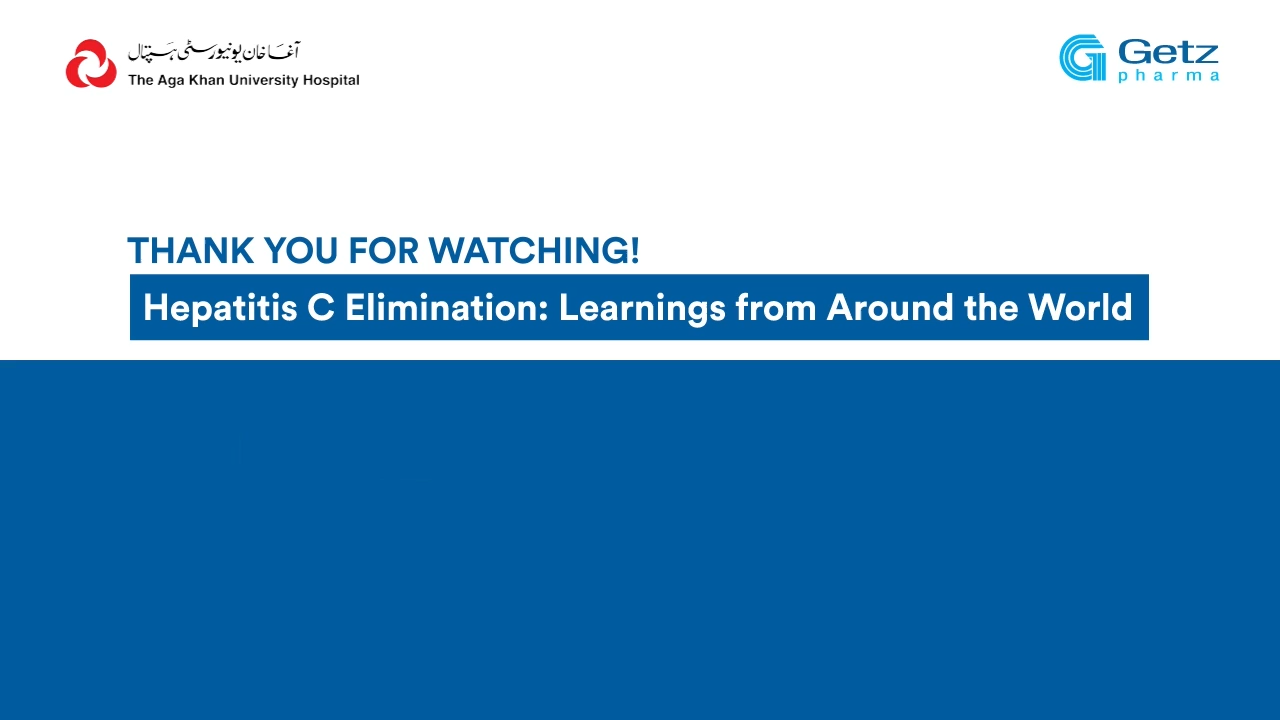 آغا خان یونیورسٹی ہسپتال
The Aga Khan University Hospital
Getz
pharma
THANK YOU FOR WATCHING!
Hepatitis C Elimination: Learnings from Around the World